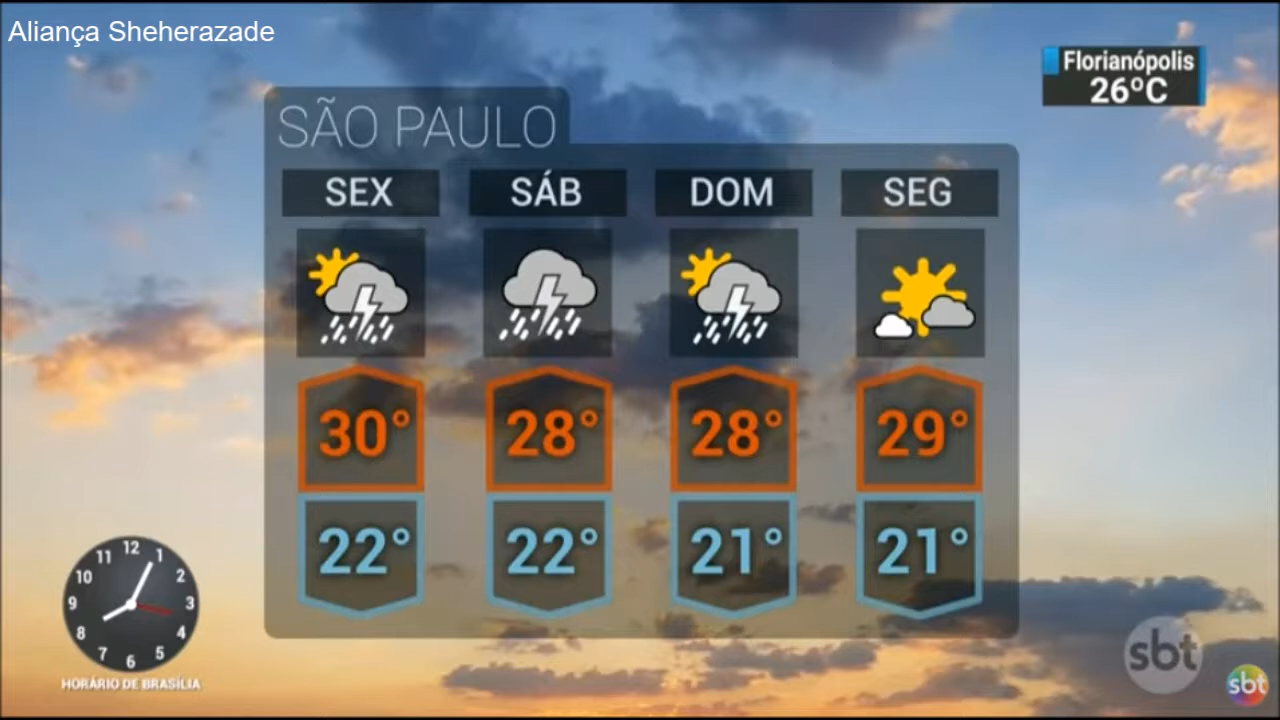 Aliança Sheherazade
Florianópolis
26ºC
SÃO PAULO
SEX SÁB DOM SEG
30° 28° 28° 29°
22° 22° 21° 21°
12
11 1
10 2
9 3
8 4
7 5
6
HORÁRIO DE BRASÍLIA
sbt
sbt